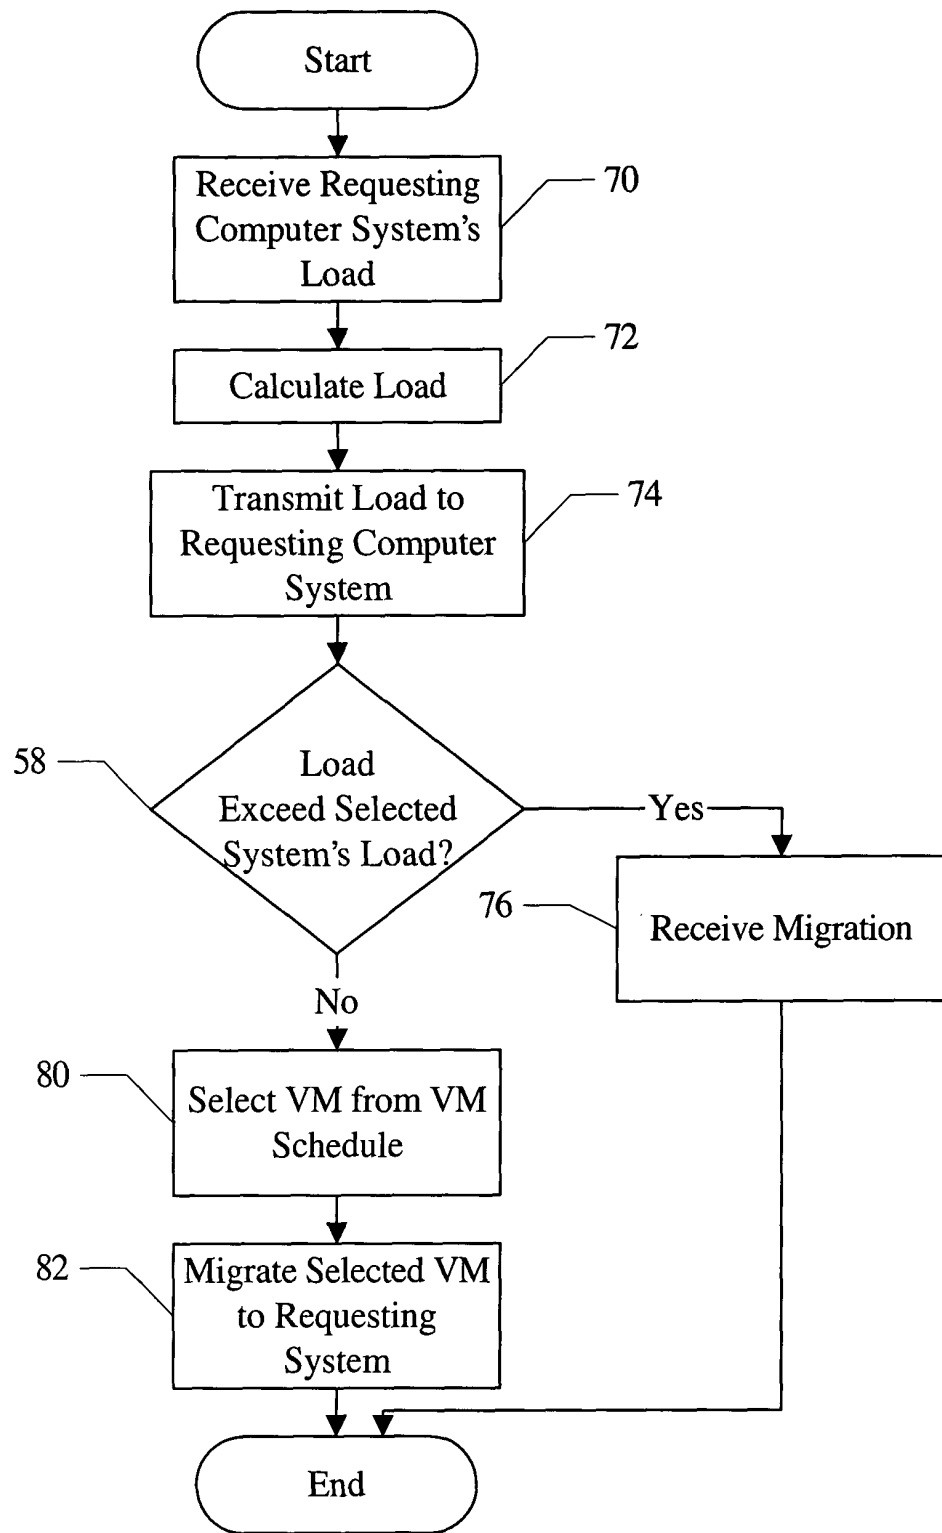 Start
Receive Requesting
Computer System's
Load
70
Calculate Load
72
Transmit Load to
Requesting Computer
System
74
58
Load
Exceed Selected
System's Load?
Yes
76
Receive Migration
No
80
Select VM from VM
Schedule
82
Migrate Selected VM
to Requesting
System
End